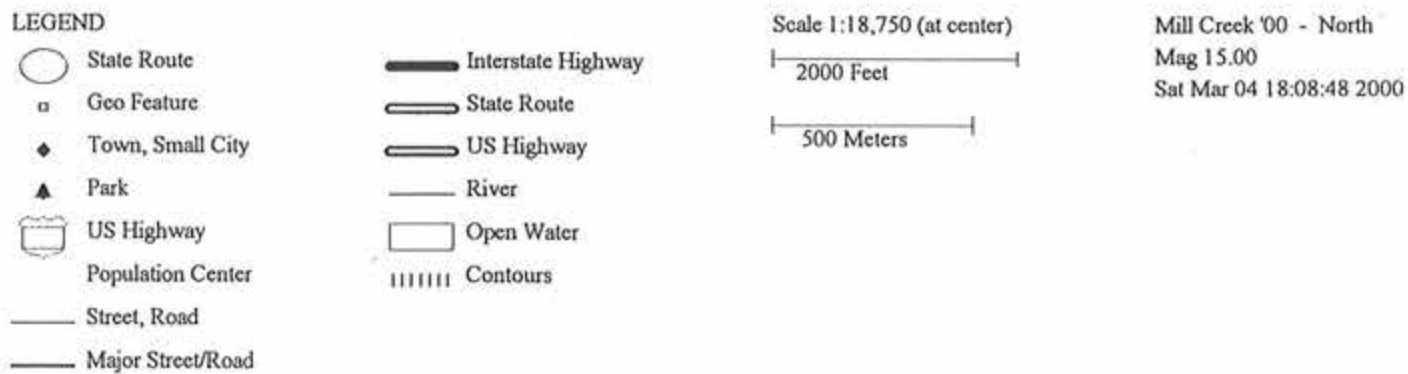 LEGEND
State Route
Geo Feature
Town, Small City
Park
US Highway
Population Center
Street, Road
Major Street/Road
Interstate Highway
State Route
US Highway
River
Open Water
Contours
Scale 1:18,750 (at center)
2000 Feet
500 Meters
Mill Creek '00 - North
Mag 15.00
Sat Mar 04 18:08:48 2000